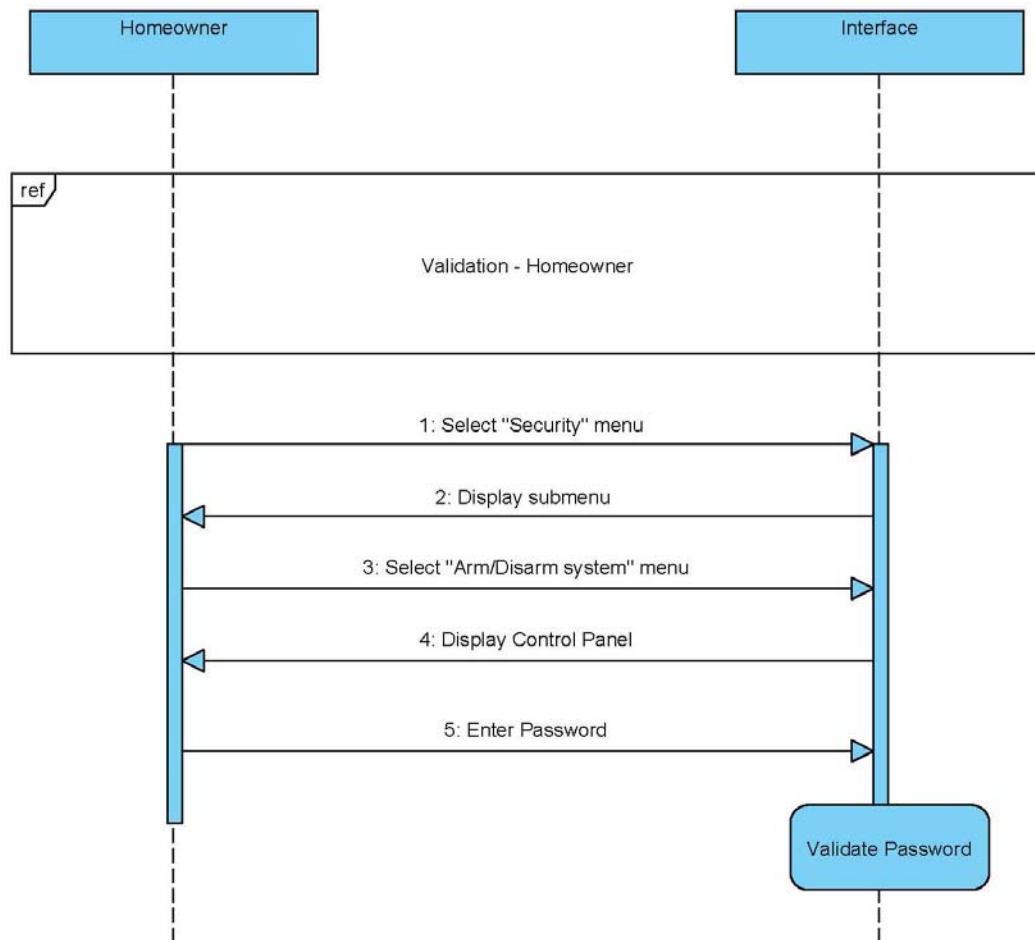 Homeowner
Interface
ref
Validation - Homeowner
1: Select "Security" menu
2: Display submenu
3: Select "Arm/Disarm system" menu
4: Display Control Panel
5: Enter Password
Validate Password